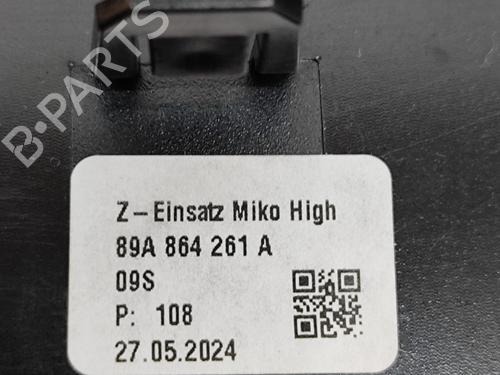 B-PARTS
Z-Einsatz Miko High
89A 864 261 A
09S
P: 108
27.05.2024